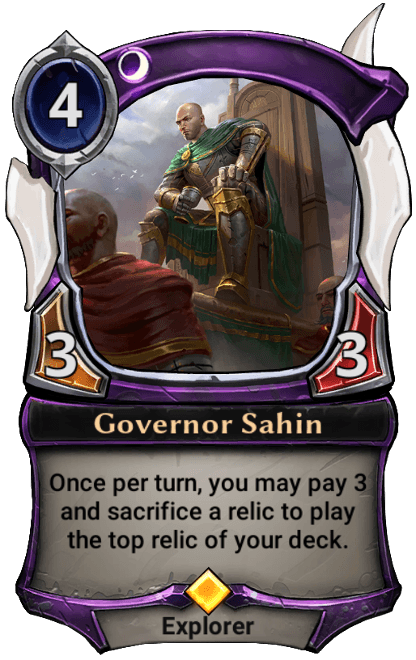 4
3
3
Governor Sahin
Once per turn, you may pay 3
and sacrifice a relic to play
the top relic of your deck.
Explorer